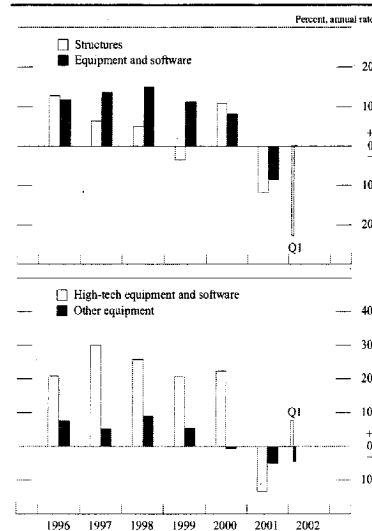 Percent, annual rate
Structures
Equipment and software
20
10
+
0
−
10
20
Q1
High-tech equipment and software
Other equipment
40
30
20
10
+
0
−
10
Q1
1996 1997 1998 1999 2000 2001 2002